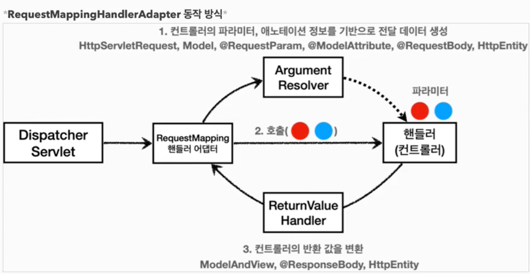 *RequestMappingHandlerAdapter 동작 방식*
1. 컨트롤러의 파라미터, 애노테이션 정보를 기반으로 전달 데이터 생성
HttpServletRequest, Model, @RequestParam, @ModelAttribute, @RequestBody, HttpEntity
Argument
Resolver
파라미터
Dispatcher
Servlet
RequestMapping
핸들러 어댑터
2. 호출( )
핸들러
(컨트롤러)
ReturnValue
Handler
3. 컨트롤러의 반환 값을 변환
ModelAndView, @ResponseBody, HttpEntity